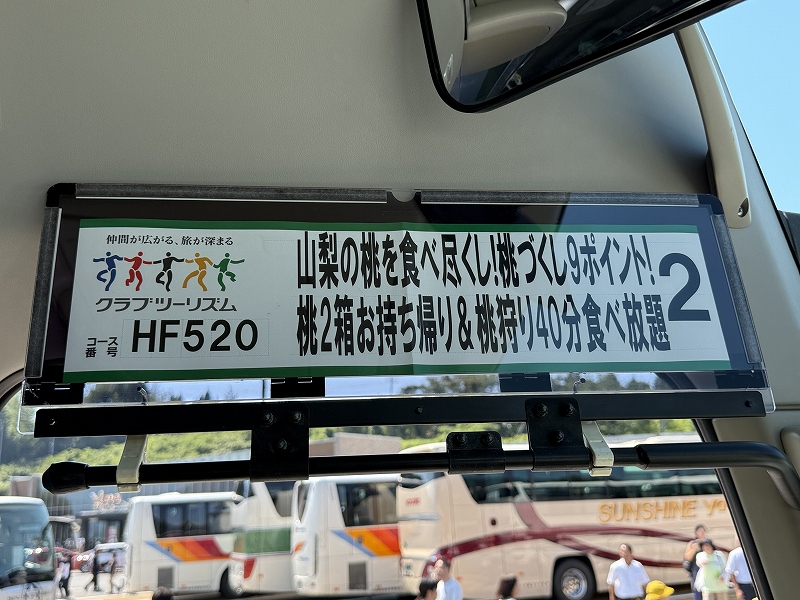 仲間が広がる、旅が深まる
クラブツーリズム
コース番号 HF520
山梨の桃を食べ尽くし!桃づくし9ポイント!
桃2箱お持ち帰り&桃狩り40分食べ放題
2
SUNSHINE